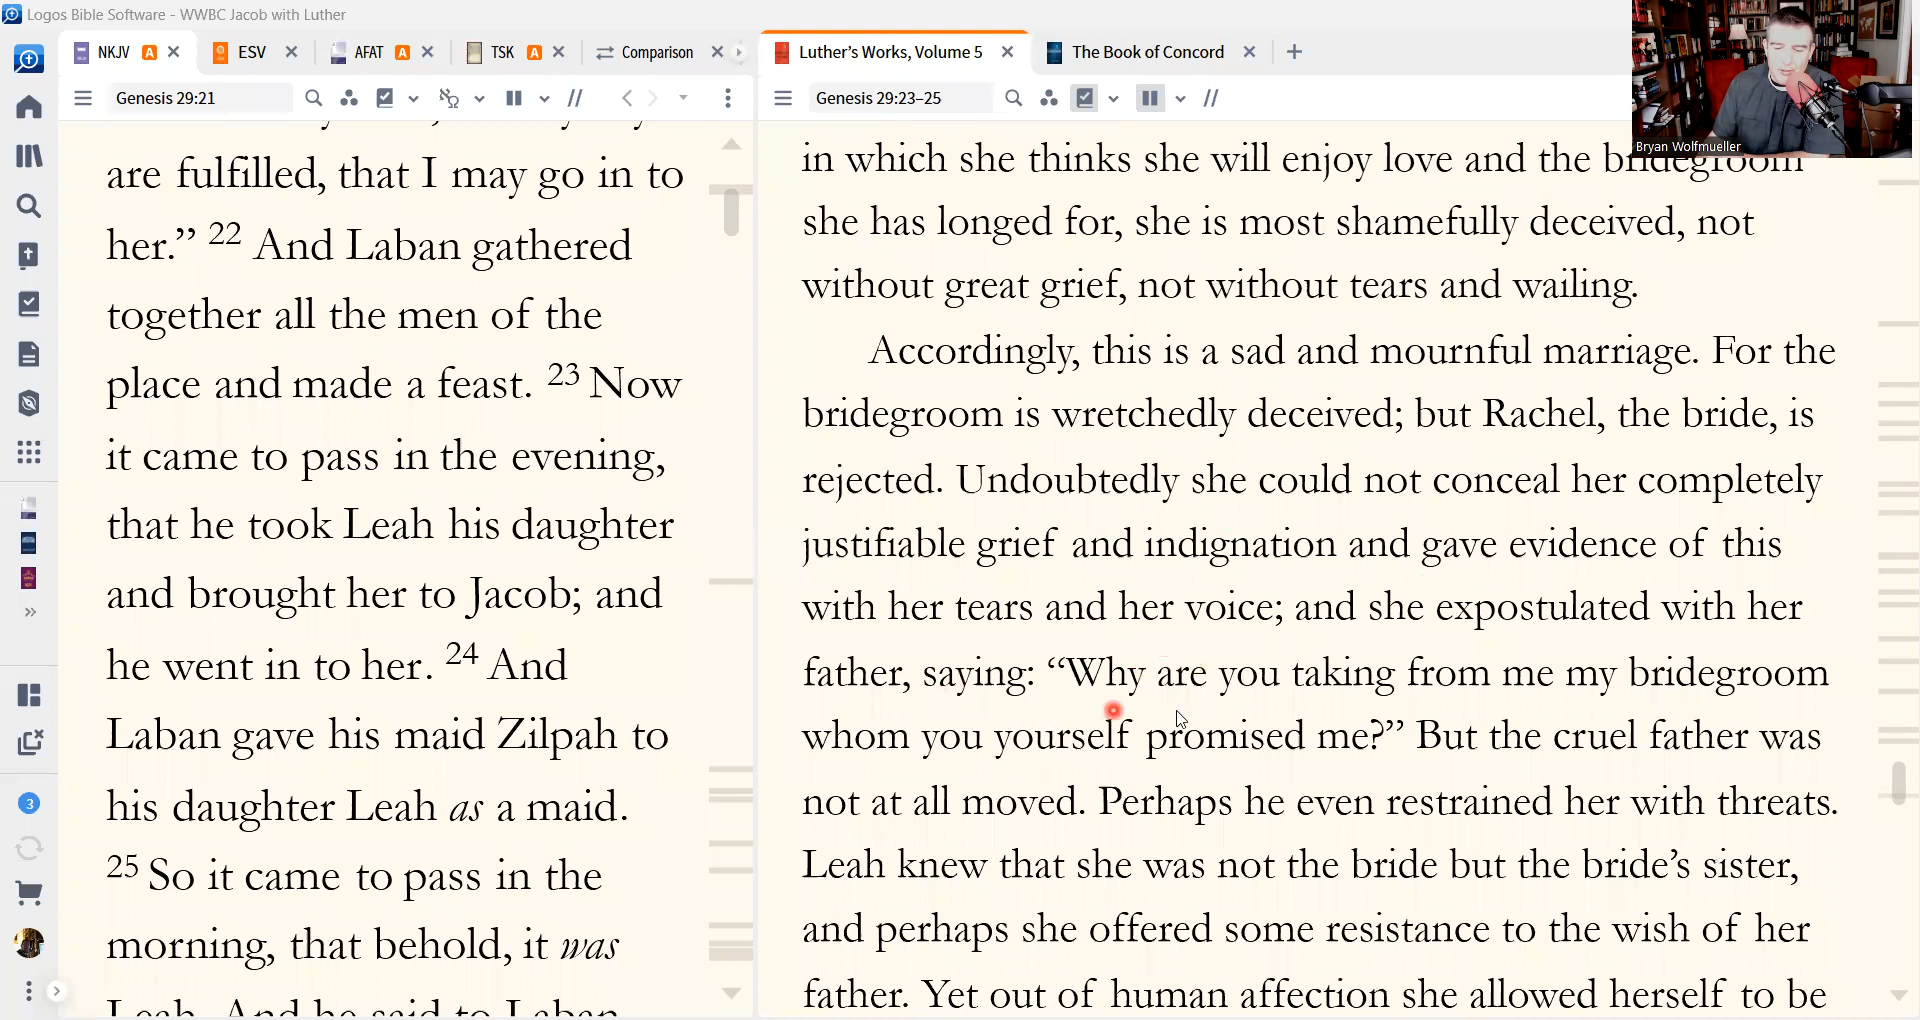 Logos Bible Software - WWBC Jacob with Luther
NKJV A ESV AFAT A TSK A Comparison
Genesis 29:21
are fulfilled, that I may go in to
her.” 22 And Laban gathered
together all the men of the
place and made a feast. 23 Now
it came to pass in the evening,
that he took Leah his daughter
and brought her to Jacob; and
he went in to her. 24 And
Laban gave his maid Zilpah to
his daughter Leah as a maid.
25 So it came to pass in the
morning, that behold, it was
Leah. And he said to Laban
3
Luther’s Works, Volume 5 The Book of Concord
Genesis 29:23–25
in which she thinks she will enjoy love and the bridegroom
she has longed for, she is most shamefully deceived, not
without great grief, not without tears and wailing.
Accordingly, this is a sad and mournful marriage. For the
bridegroom is wretchedly deceived; but Rachel, the bride, is
rejected. Undoubtedly she could not conceal her completely
justifiable grief and indignation and gave evidence of this
with her tears and her voice; and she expostulated with her
father, saying: “Why are you taking from me my bridegroom
whom you yourself promised me?” But the cruel father was
not at all moved. Perhaps he even restrained her with threats.
Leah knew that she was not the bride but the bride’s sister,
and perhaps she offered some resistance to the wish of her
father. Yet out of human affection she allowed herself to be
Bryan Wolfmueller